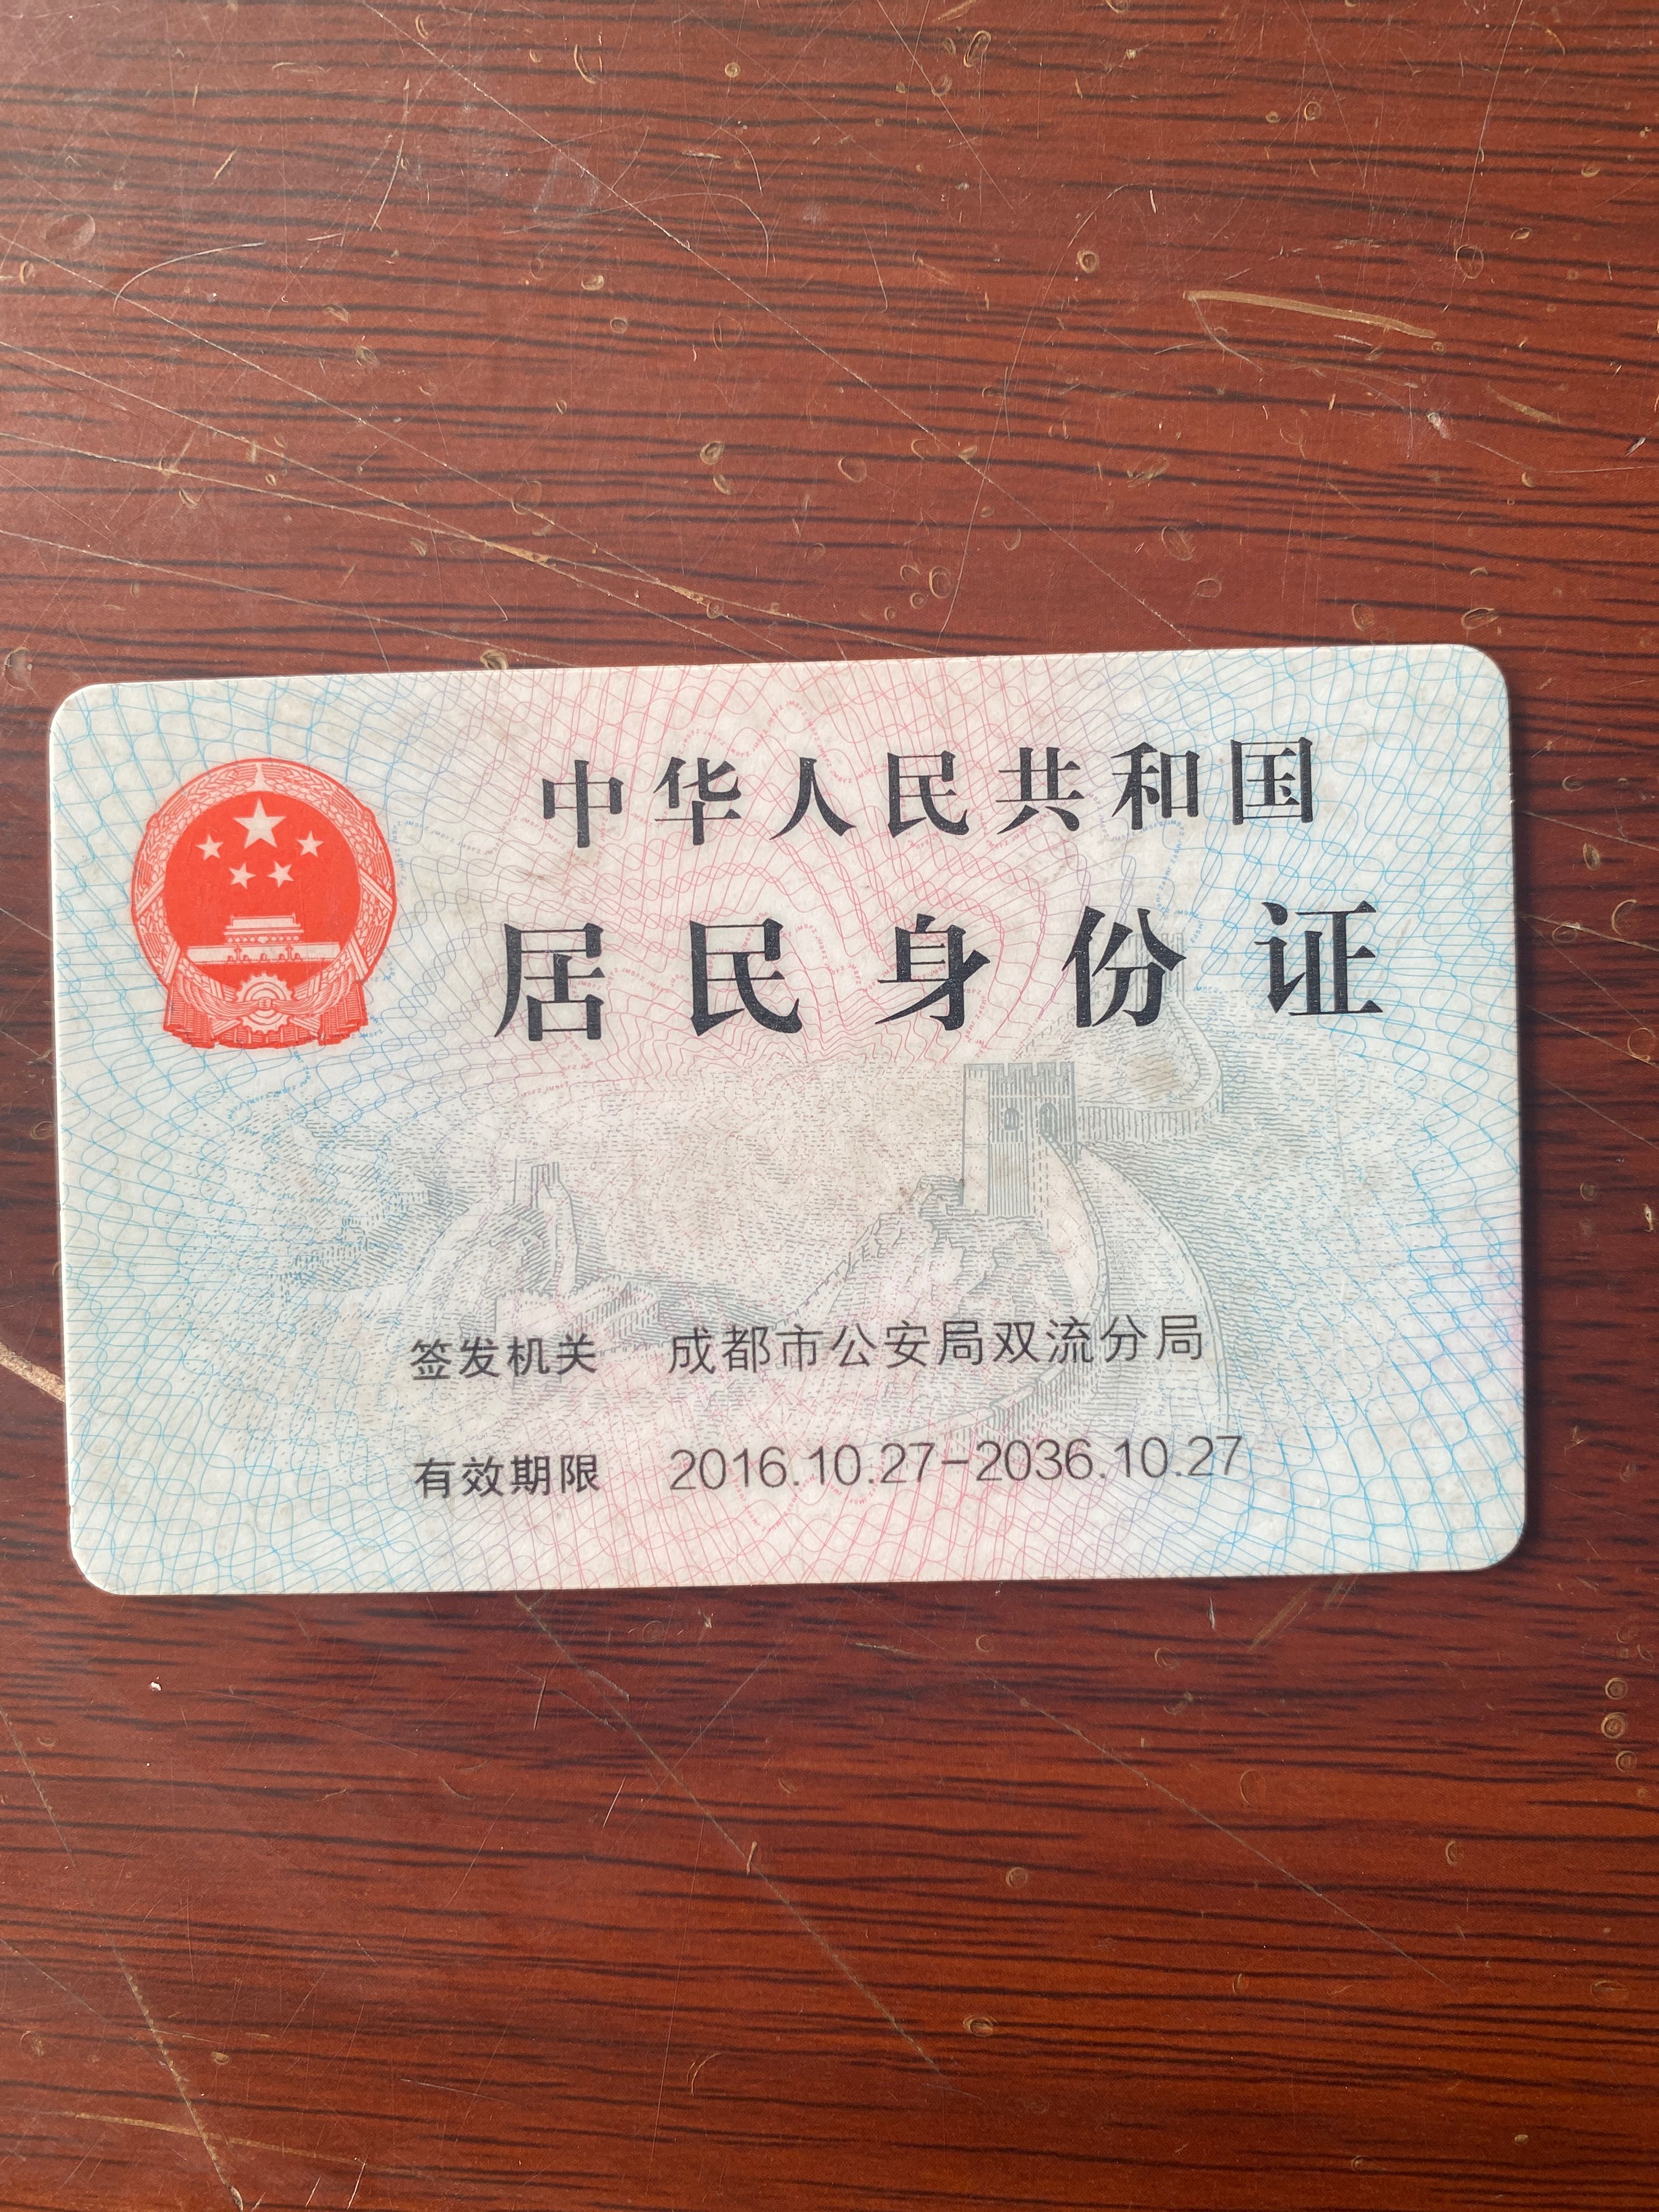 中华人民共和国
居民身份证
签发机关 成都市公安局双流分局
有效期限 2016.10.27-2036.10.27